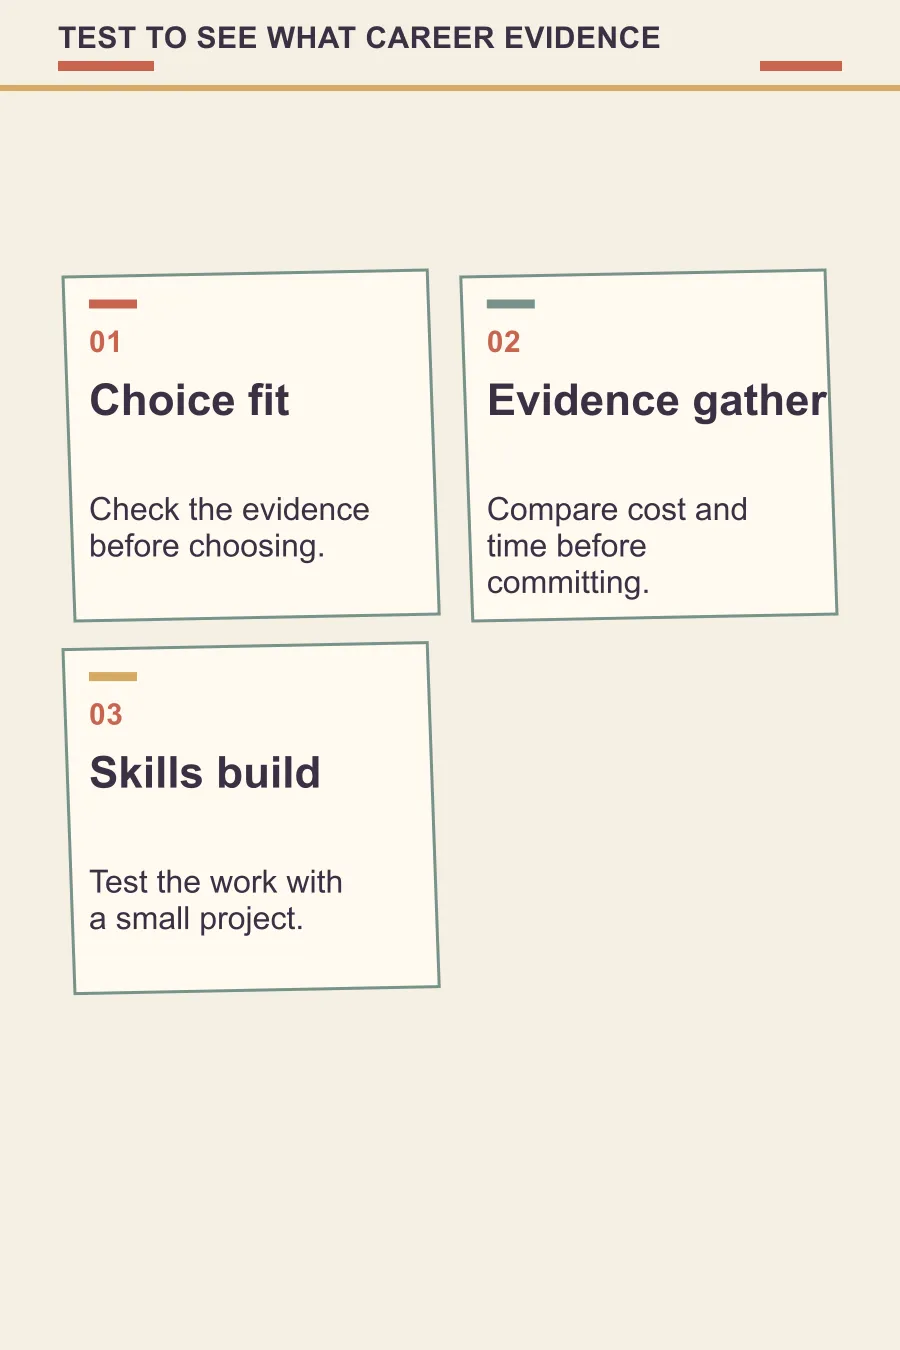 TEST TO SEE WHAT CAREER EVIDENCE
01
Choice fit
Check the evidence
before choosing.
02
Evidence gather
Compare cost and
time before
committing.
03
Skills build
Test the work with
a small project.